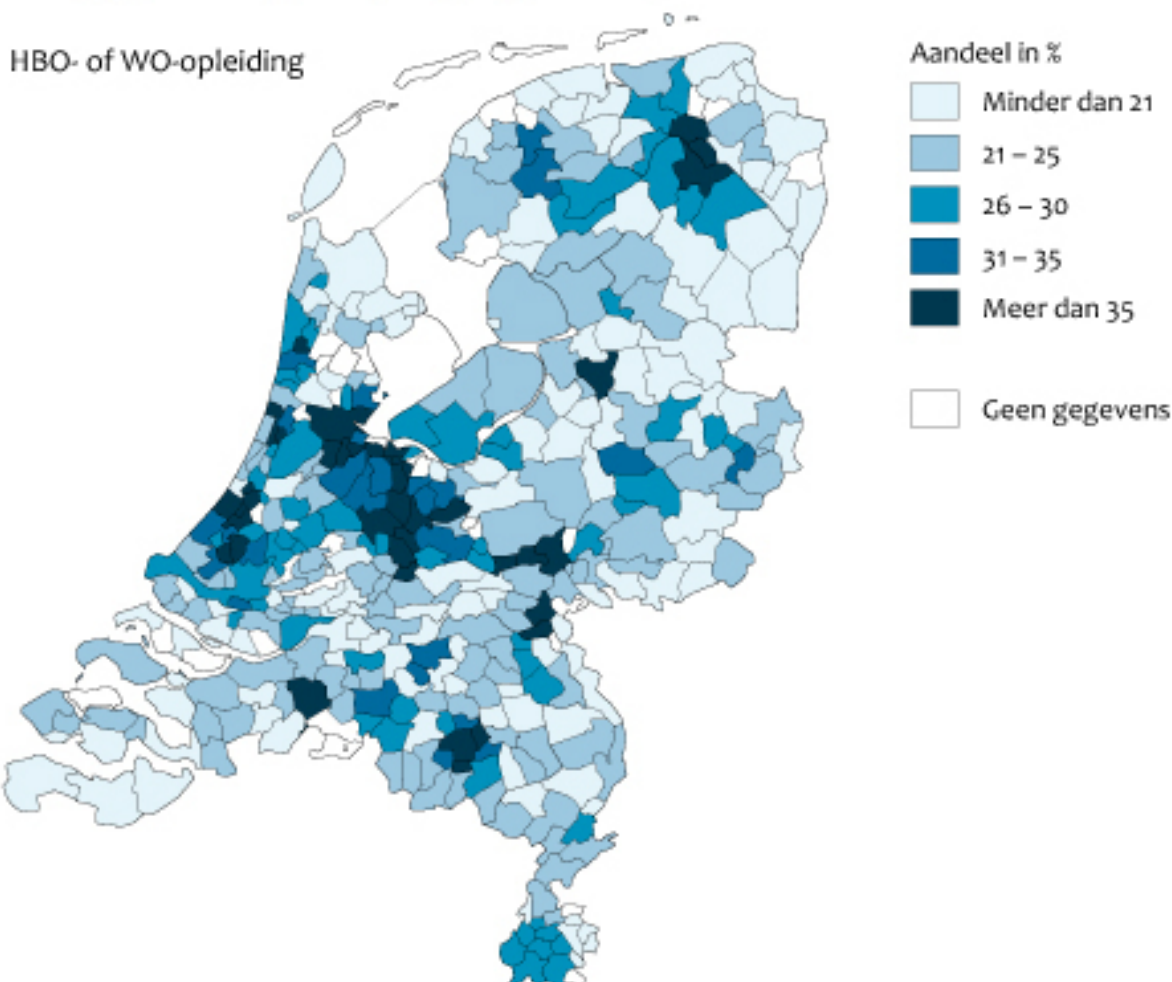 HBO- of WO-opleiding
Aandeel in %
Minder dan 21
21 – 25
26 – 30
31 – 35
Meer dan 35
Geen gegevens